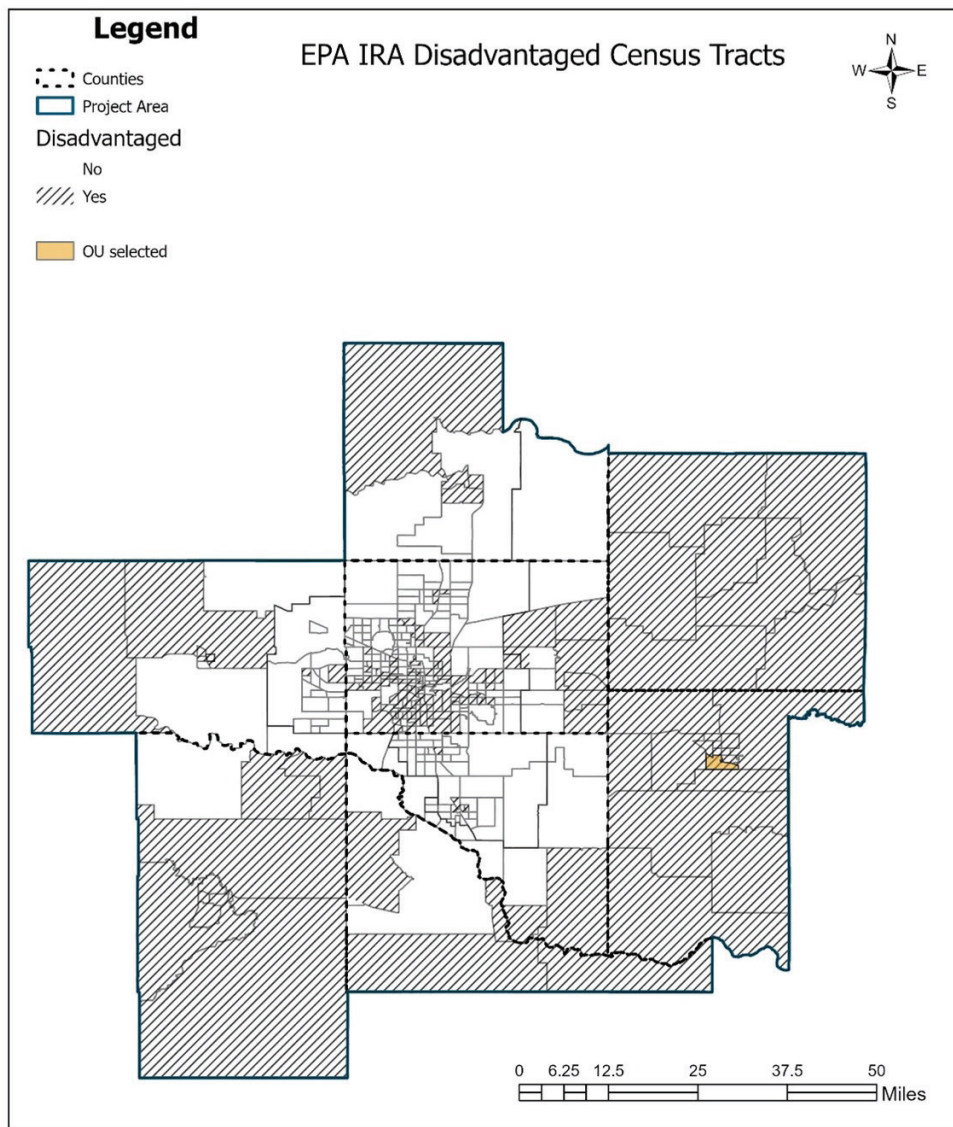 Legend
EPA IRA Disadvantaged Census Tracts
N
W E
S
Counties
Project Area
Disadvantaged
No
Yes
OU selected
0 6.25 12.5 25 37.5 50
Miles